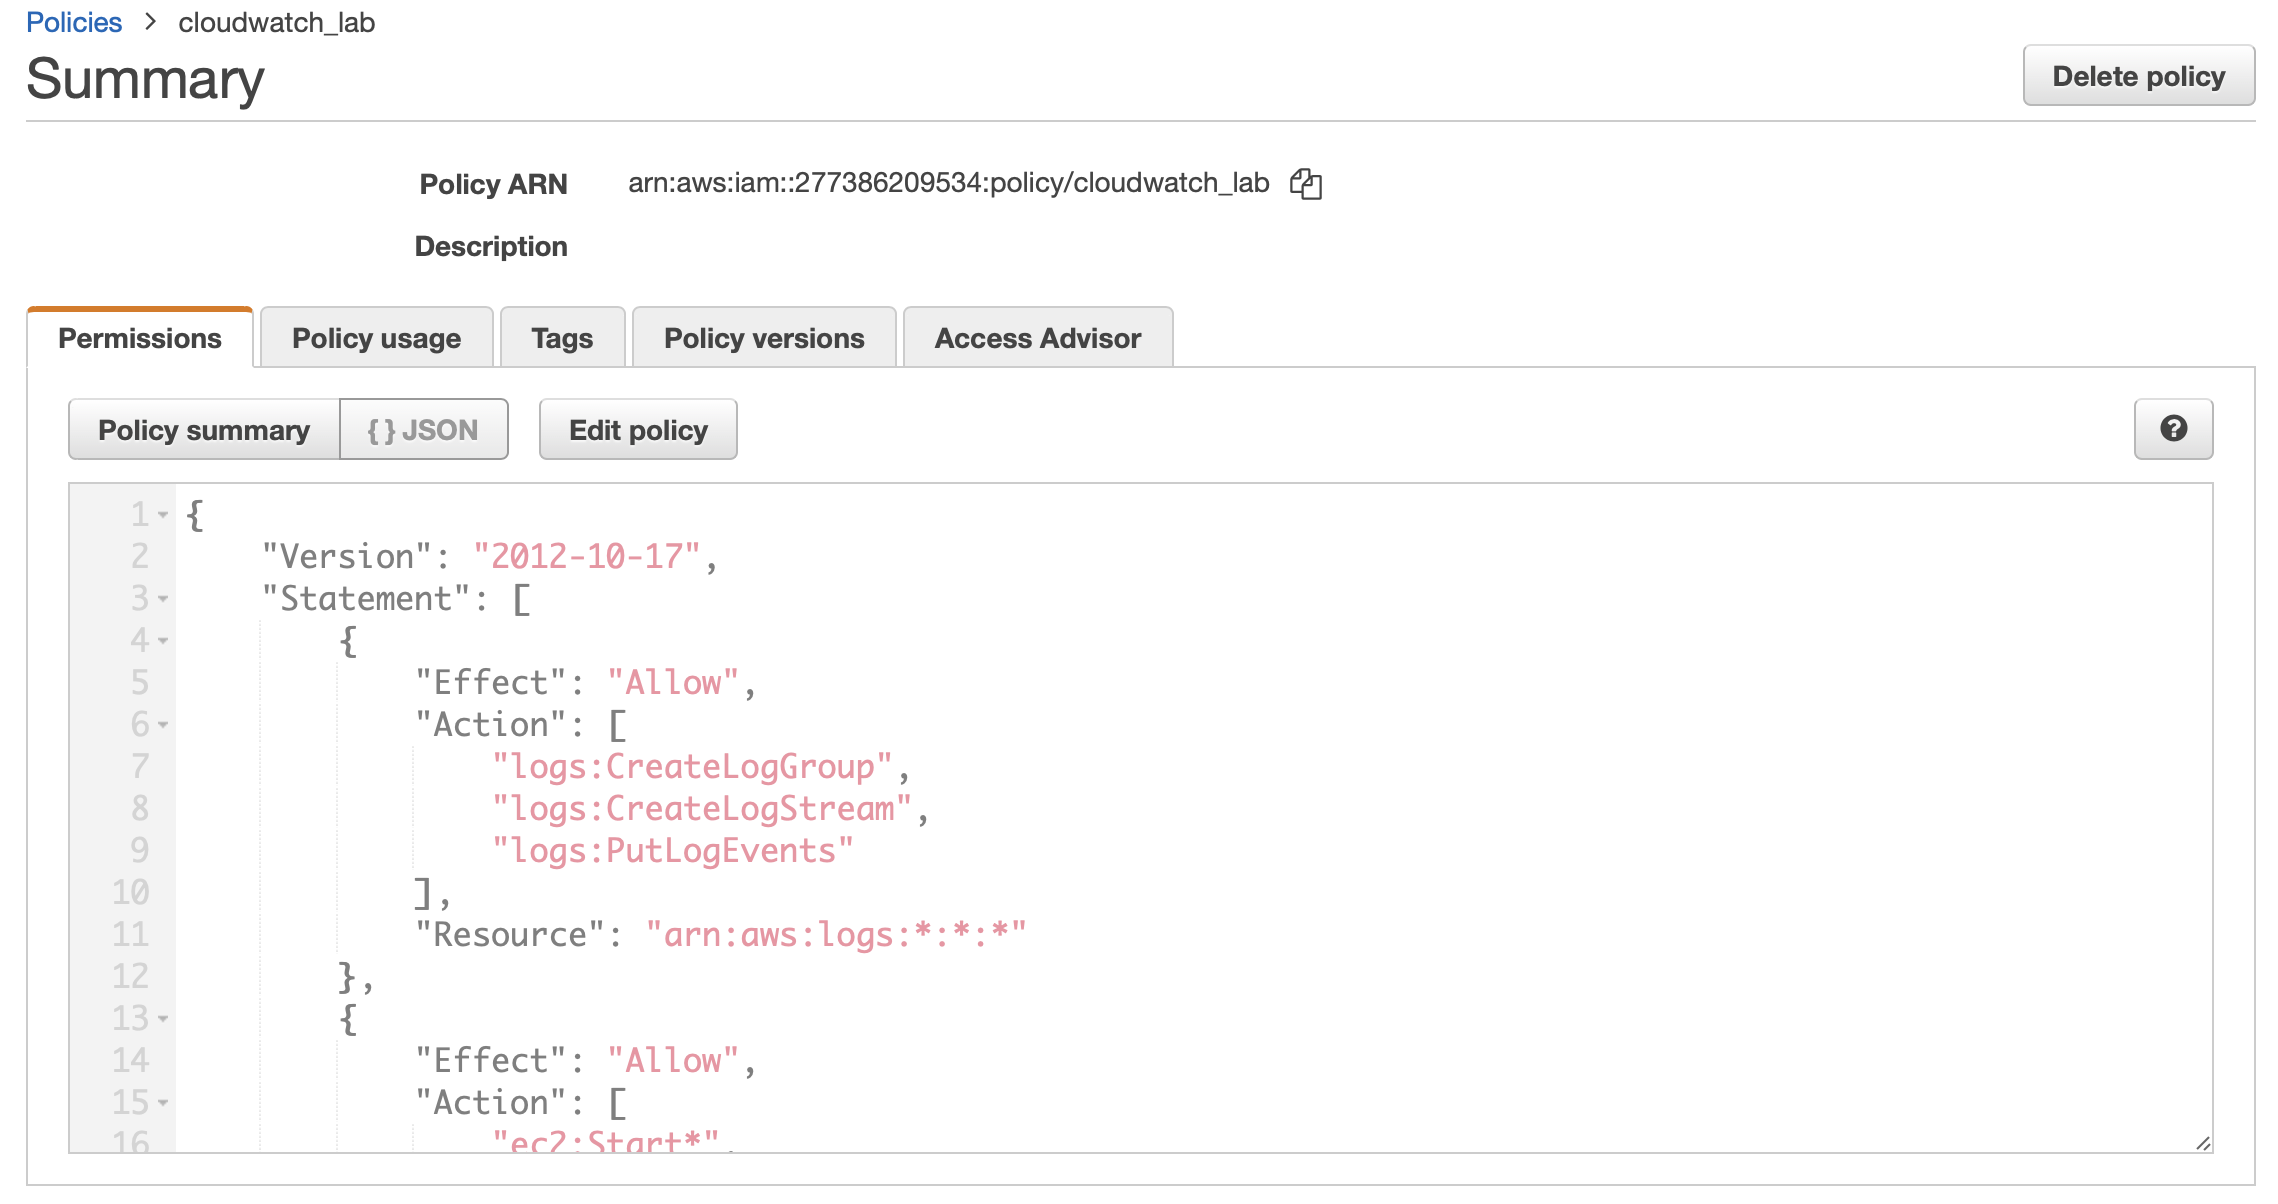 Policies > cloudwatch_lab
Summary
Delete policy
Policy ARN arn:aws:iam::277386209534:policy/cloudwatch_lab
Description
Permissions Policy usage Tags Policy versions Access Advisor
Policy summary {} JSON Edit policy ?
1 {
2 "Version": "2012-10-17",
3 "Statement": [
4 {
5 "Effect": "Allow",
6 "Action": [
7 "logs:CreateLogGroup",
8 "logs:CreateLogStream",
9 "logs:PutLogEvents"
10 ],
11 "Resource": "arn:aws:logs:*:*:*"
12 },
13 {
14 "Effect": "Allow",
15 "Action": [
16 "ec2:Start*",